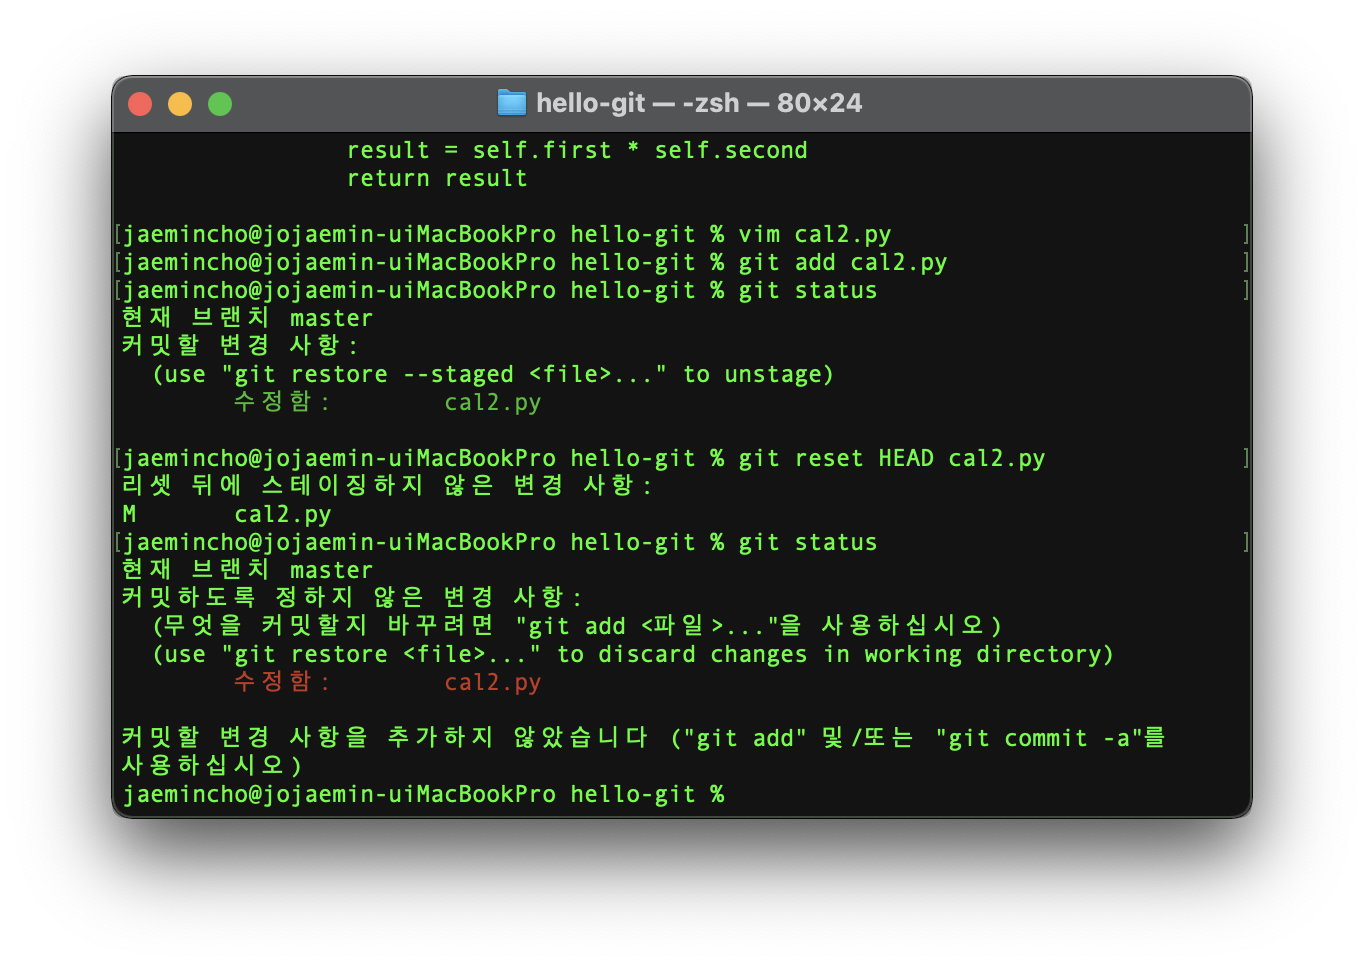 hello-git — -zsh — 80×24
result = self.first * self.second
return result
[jaemincho@jojaemin-uiMacBookPro hello-git % vim cal2.py ]
[jaemincho@jojaemin-uiMacBookPro hello-git % git add cal2.py ]
[jaemincho@jojaemin-uiMacBookPro hello-git % git status ]
현재 브랜치 master
커밋할 변경 사항:
(use "git restore --staged <file>..." to unstage)
수정함: cal2.py
[jaemincho@jojaemin-uiMacBookPro hello-git % git reset HEAD cal2.py ]
리셋 뒤에 스테이징하지 않은 변경 사항:
M cal2.py
[jaemincho@jojaemin-uiMacBookPro hello-git % git status ]
현재 브랜치 master
커밋하도록 정하지 않은 변경 사항:
(무엇을 커밋할지 바꾸려면 "git add <파일>..."을 사용하십시오)
(use "git restore <file>..." to discard changes in working directory)
수정함: cal2.py
커밋할 변경 사항을 추가하지 않았습니다 ("git add" 및/또는 "git commit -a"를
사용하십시오)
jaemincho@jojaemin-uiMacBookPro hello-git %